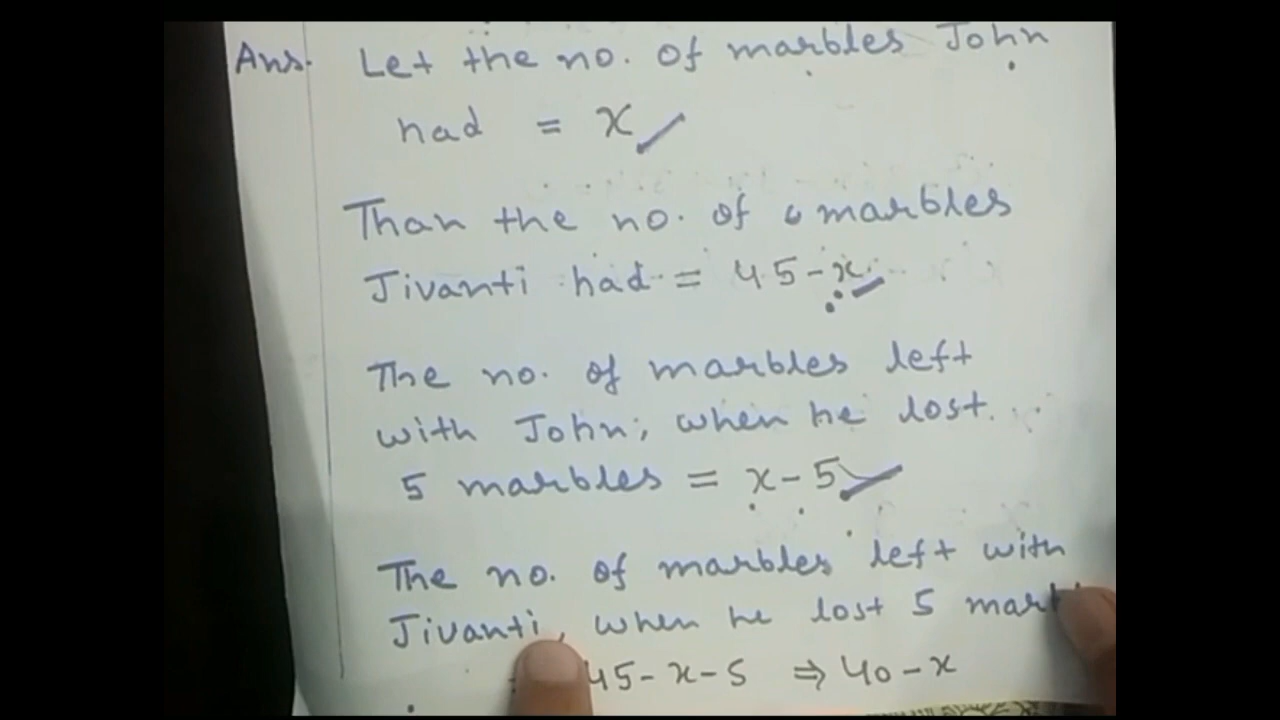 Ans. Let the no. of marbles John
had = x
Than the no. of marbles
Jivanti had = 45-x
The no. of marbles left
with John, when he lost
5 marbles = x-5
The no. of marbles left with
Jivanti, when he lost 5
45-x-5 ⇒ 40-x